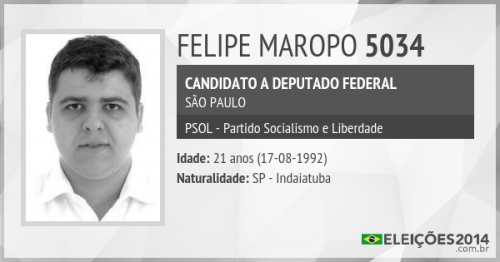 FELIPE MAROPO 5034
CANDIDATO A DEPUTADO FEDERAL
SÃO PAULO
PSOL - Partido Socialismo e Liberdade
Idade: 21 anos (17-08-1992)
Naturalidade: SP - Indaiatuba
ELEIÇÕES2014
.com.br